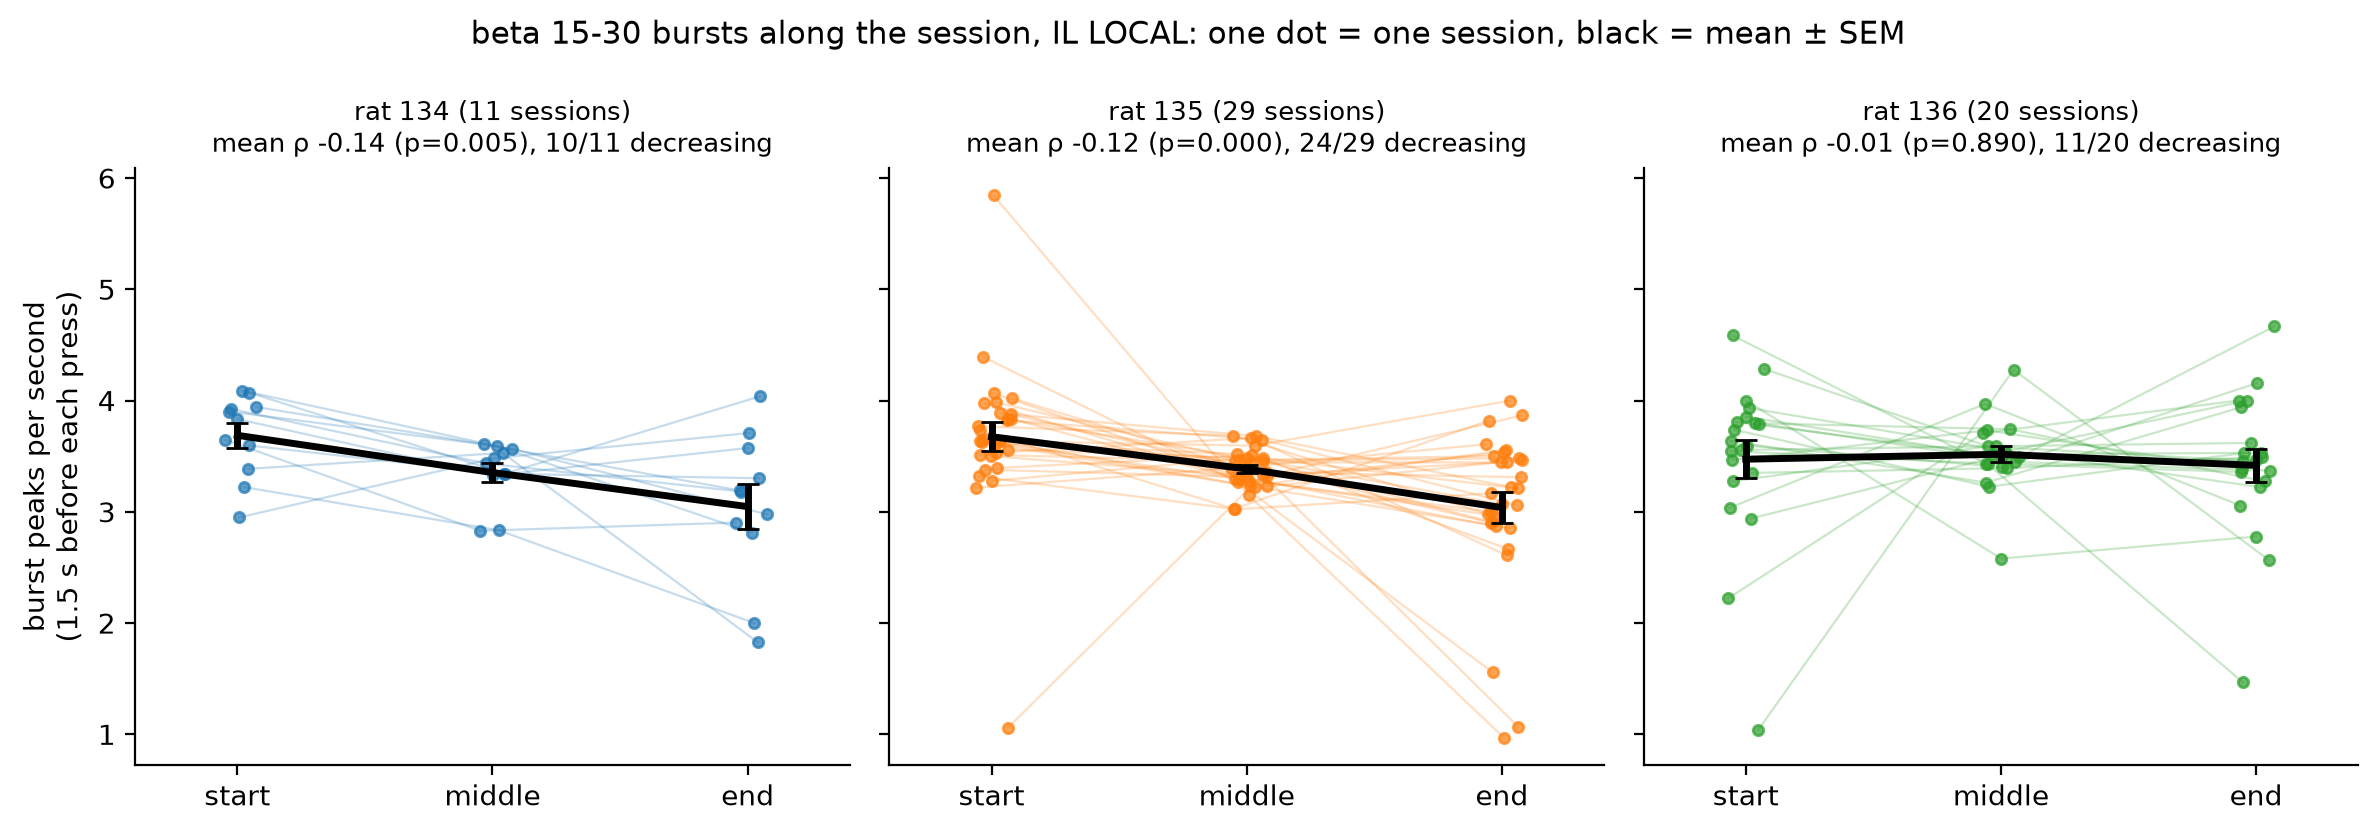 beta 15-30 bursts along the session, IL LOCAL: one dot = one session, black = mean ± SEM
rat 134 (11 sessions)
mean ρ -0.14 (p=0.005), 10/11 decreasing
rat 135 (29 sessions)
mean ρ -0.12 (p=0.000), 24/29 decreasing
rat 136 (20 sessions)
mean ρ -0.01 (p=0.890), 11/20 decreasing
burst peaks per second
(1.5 s before each press)
6
5
4
3
2
1
start
middle
end
start
middle
end
start
middle
end